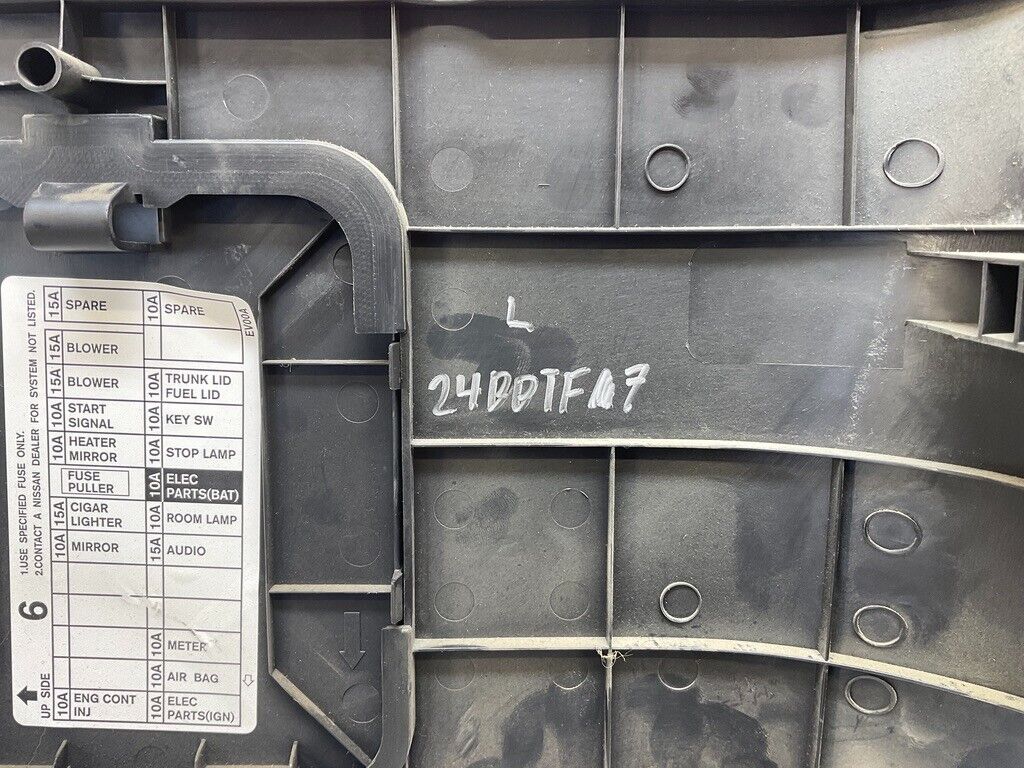 L
24DDTFA7
1.USE SPECIFIED FUSE ONLY.
2.CONTACT A NISSAN DEALER FOR SYSTEM NOT LISTED.
6
UP SIDE
15A SPARE 10A SPARE
EV00A
15A BLOWER
15A BLOWER 10A TRUNK LID FUEL LID
10A START SIGNAL 10A KEY SW
10A HEATER MIRROR 10A STOP LAMP
FUSE PULLER 10A ELEC PARTS(BAT)
15A CIGAR LIGHTER 10A ROOM LAMP
10A MIRROR 15A AUDIO
10A METER
10A AIR BAG
10A ENG CONT INJ 10A ELEC PARTS(IGN)